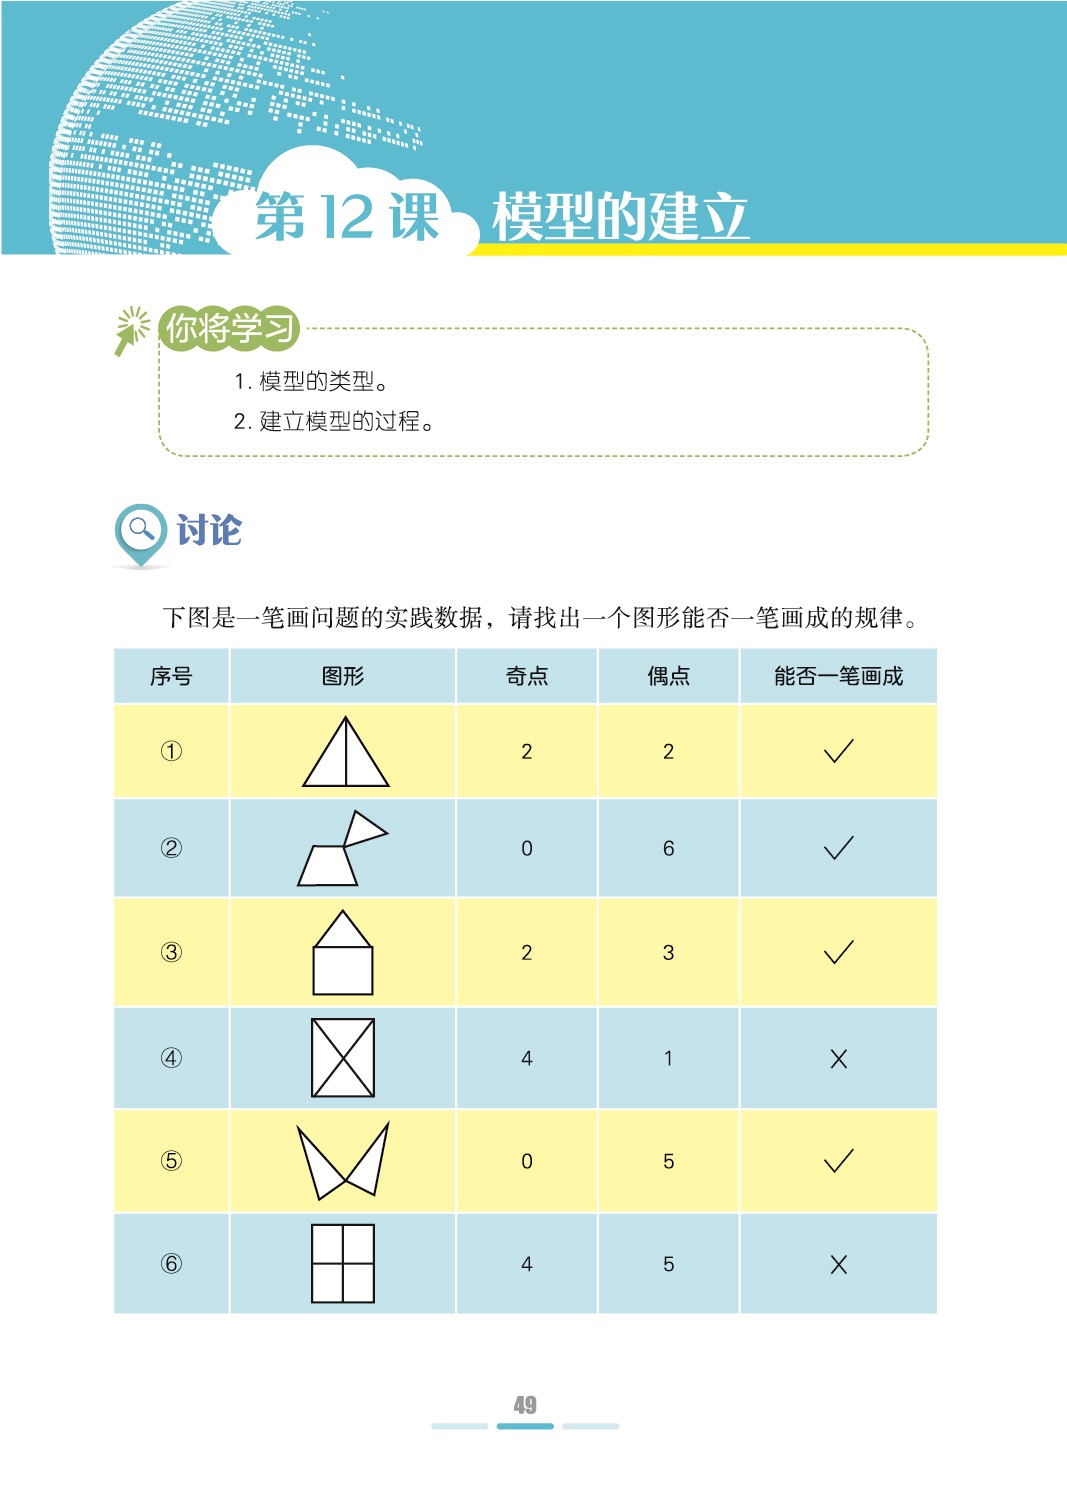 第 12 课 模型的建立
你将学习
1. 模型的类型。
2. 建立模型的过程。
讨论
下图是一笔画问题的实践数据，请找出一个图形能否一笔画成的规律。
序号 图形 奇点 偶点 能否一笔画成
① 2 2 ✓
② 0 6 ✓
③ 2 3 ✓
④ 4 1 X
⑤ 0 5 ✓
⑥ 4 5 X
49